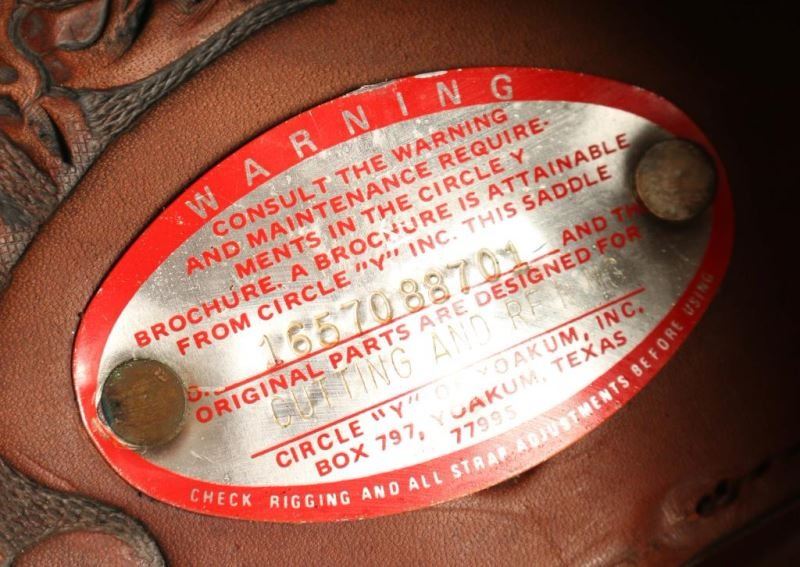 WARNING
CONSULT THE WARNING
AND MAINTENANCE REQUIRE-
MENTS IN THE CIRCLE Y
BROCHURE. A BROCHURE IS ATTAINABLE
FROM CIRCLE "Y" INC. THIS SADDLE
1657088701 AND
ORIGINAL PARTS ARE DESIGNED FOR
CUTTING AND
CIRCLE "Y" OF YOAKUM, INC.
BOX 797, YOAKUM, TEXAS
77995
CHECK RIGGING AND ALL STRAP ADJUSTMENTS BEFORE USING